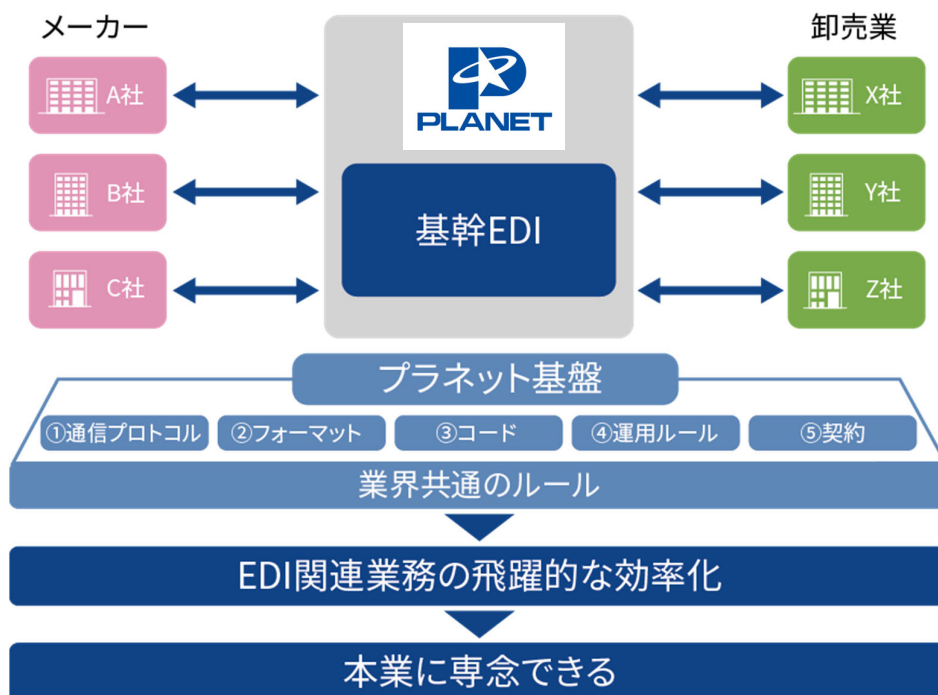 メーカー
卸売業
A社
PLANET
X社
B社
基幹EDI
Y社
C社
Z社
プラネット基盤
①通信プロトコル
②フォーマット
③コード
④運用ルール
⑤契約
業界共通のルール
EDI関連業務の飛躍的な効率化
本業に専念できる